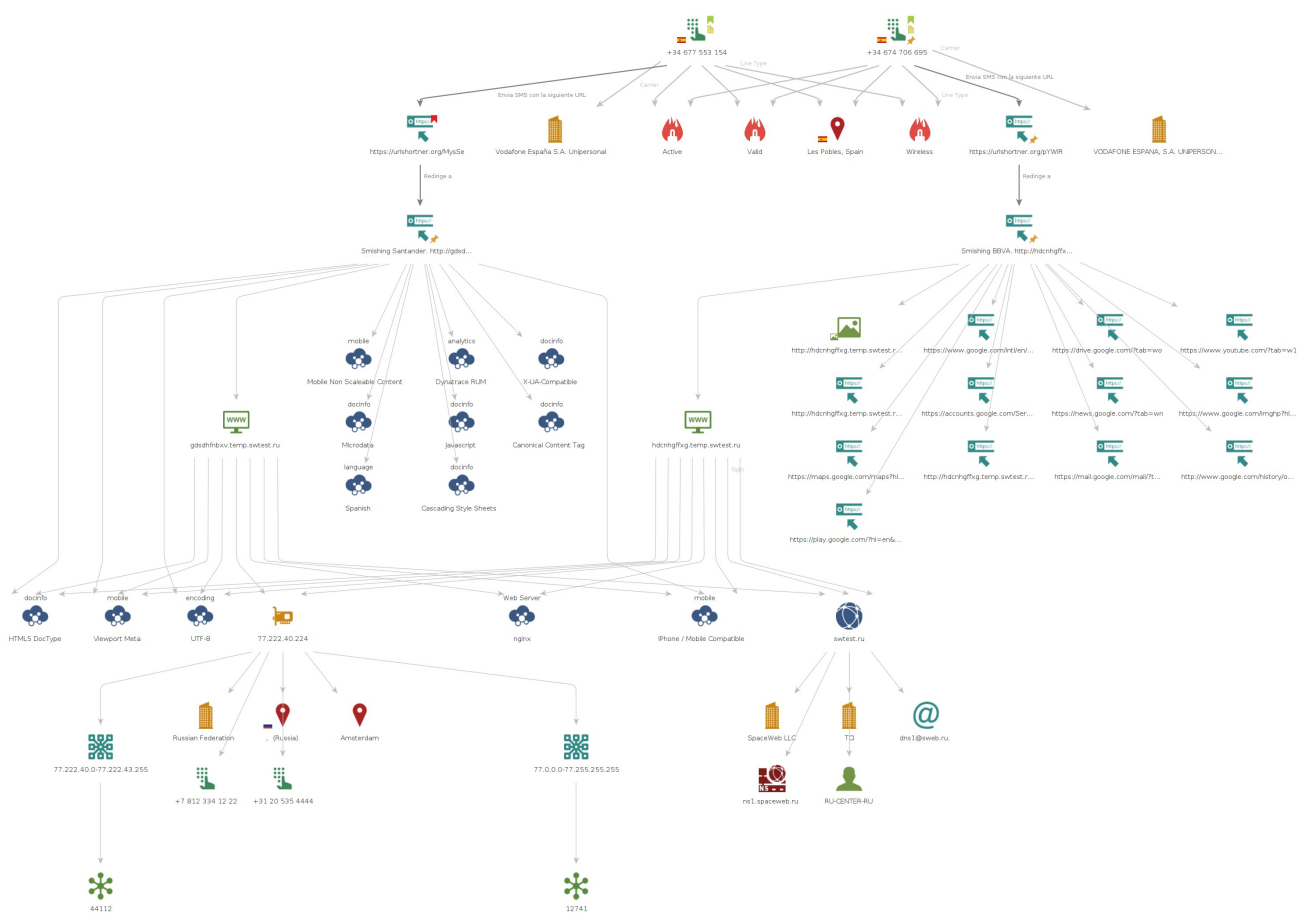 +34 677 553 154
+34 674 706 695
Carrier
Line Type
Envia SMS con la siguiente URL
Carrier
Envia SMS con la siguiente URL
Line Type
https://urlshortner.org/MysSe
Vodafone España S.A. Unipersonal
Active
Valid
Les Pobles, Spain
Wireless
https://urlshortner.org/pYWIR
VODAFONE ESPANA, S.A. UNIPERSON...
Redirige a
Redirige a
Smishing Santander. http://gdsd...
Smishing BBVA. http://hdcnhgffx...
mobile
analytics
docinfo
Mobile Non Scaleable Content
Dynatrace RUM
X-UA-Compatible
http://hdcnhgffxg.temp.swtest.r...
https://www.google.com/intl/en/...
https://drive.google.com/?tab=wo
https://www.youtube.com/?tab=w1
docinfo
docinfo
docinfo
gdsdhfnbxv.temp.swtest.ru
Microdata
Javascript
Canonical Content Tag
hdcnhgffxg.temp.swtest.ru
http://hdcnhgffxg.temp.swtest.r...
https://accounts.google.com/Ser...
https://news.google.com/?tab=wn
https://www.google.com/imghp?hl...
language
docinfo
Spanish
Cascading Style Sheets
https://maps.google.com/maps?hl...
http://hdcnhgffxg.temp.swtest.r...
https://mail.google.com/mail/?t...
http://www.google.com/history/o...
https://play.google.com/?hl=en&...
docinfo
mobile
encoding
Web Server
mobile
HTML5 DocType
Viewport Meta
UTF-8
77.222.40.224
nginx
iPhone / Mobile Compatible
swtest.ru
Russian Federation
, (Russia)
Amsterdam
SpaceWeb LLC
TCI
dns1@sweb.ru.
77.222.40.0-77.222.43.255
77.0.0.0-77.255.255.255
+7 812 334 12 22
+31 20 535 4444
ns1.spaceweb.ru
RU-CENTER-RU
44112
12741